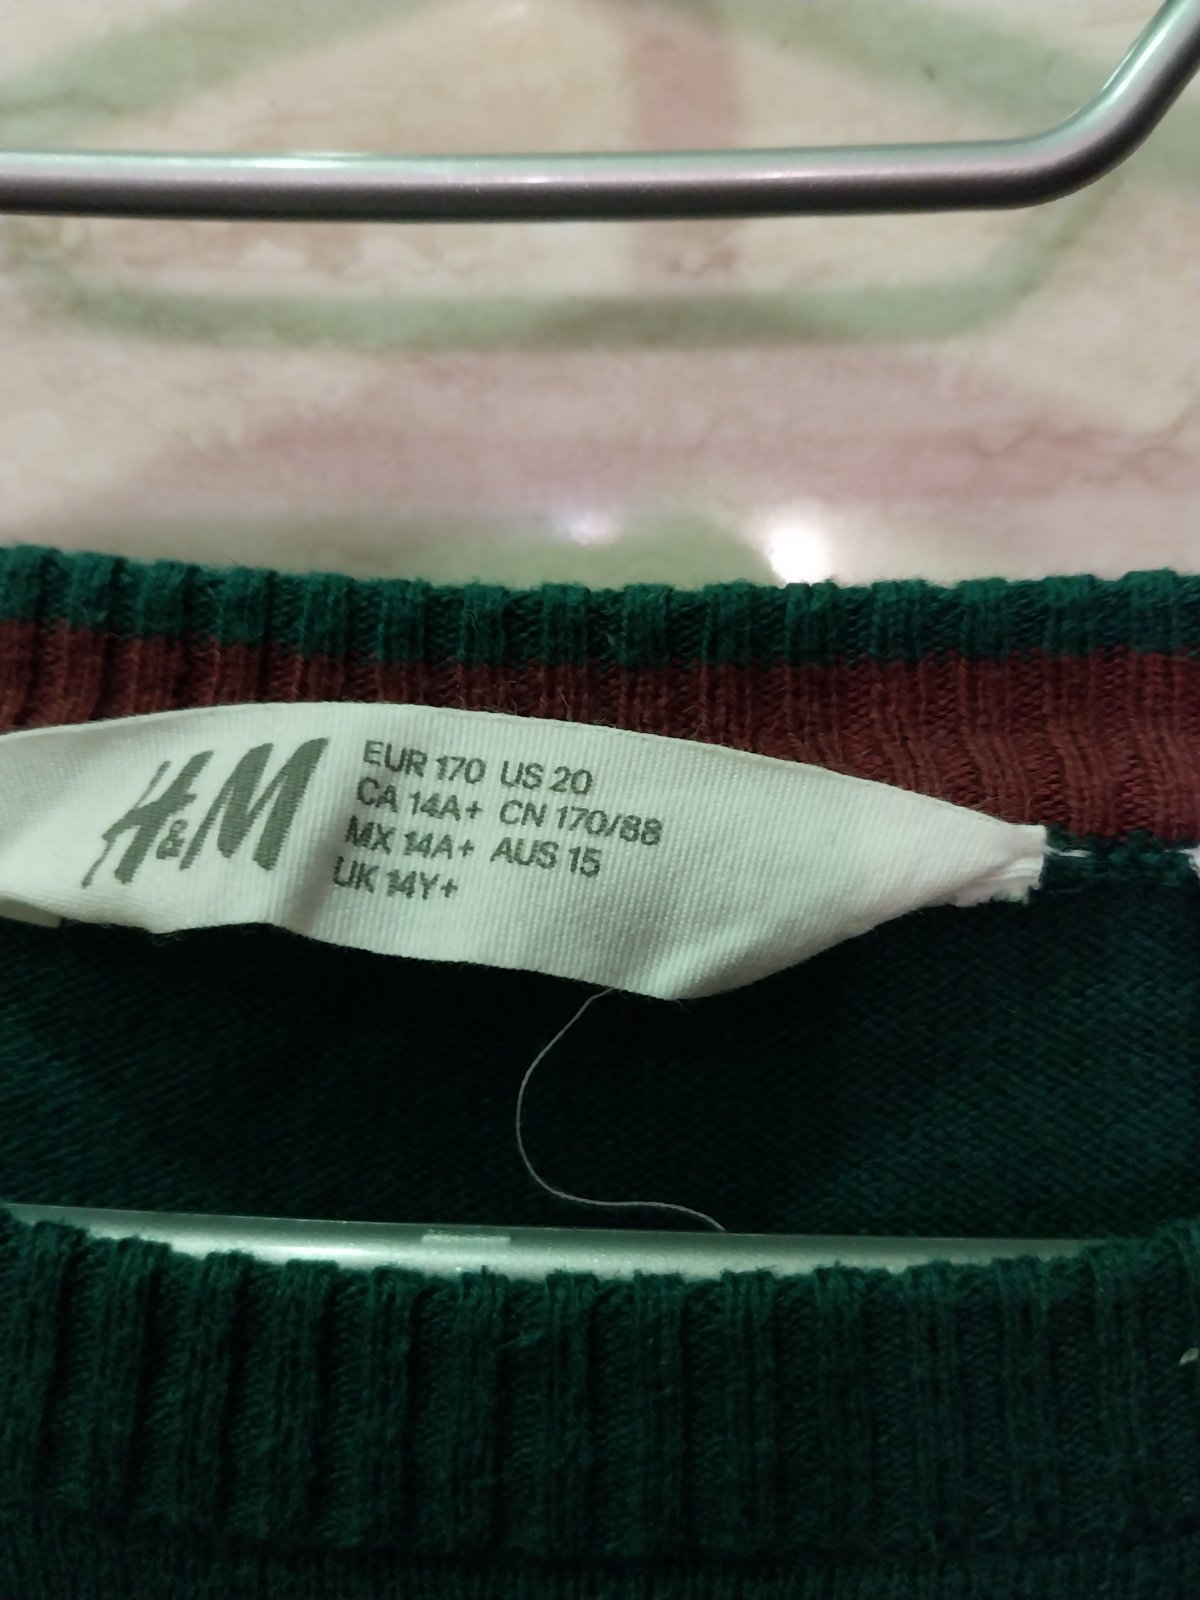 H&M
EUR 170 US 20
CA 14A+ CN 170/88
MX 14A+ AUS 15
UK 14Y+